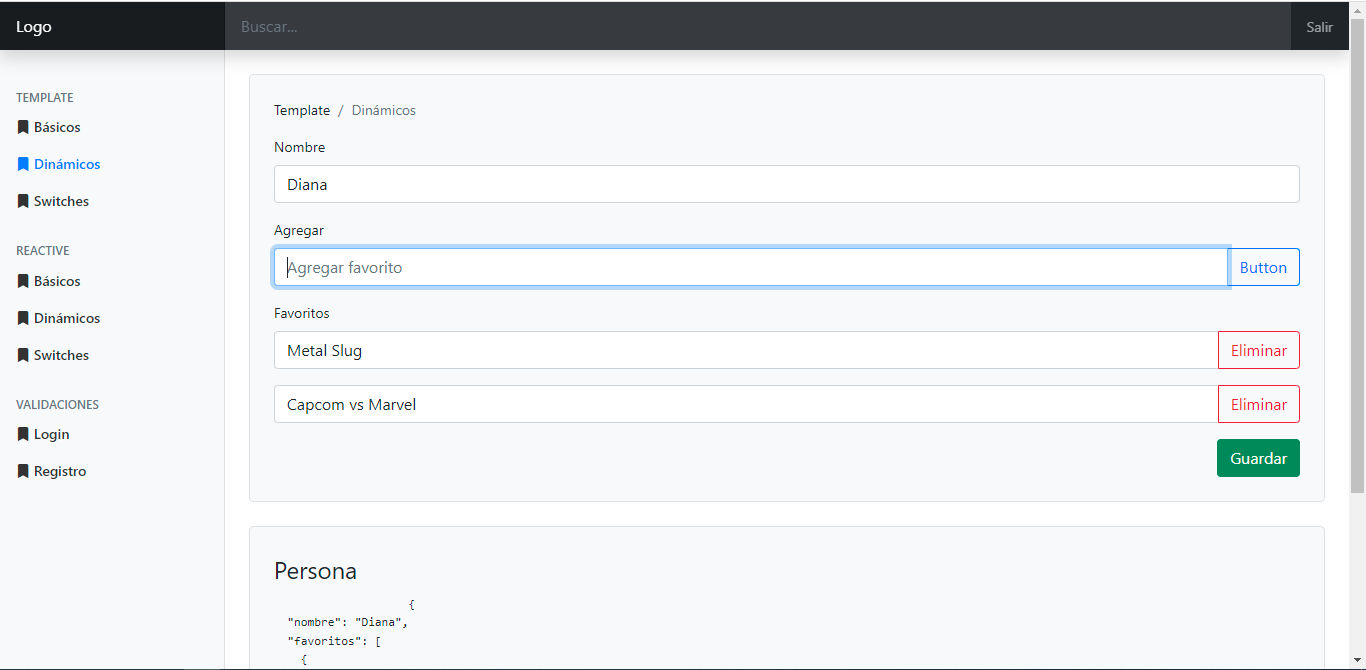 Logo
Buscar...
Salir
TEMPLATE
Básicos
Dinámicos
Switches
REACTIVE
Básicos
Dinámicos
Switches
VALIDACIONES
Login
Registro
Template / Dinámicos
Nombre
Diana
Agregar
Agregar favorito
Button
Favoritos
Metal Slug
Eliminar
Capcom vs Marvel
Eliminar
Guardar
Persona
{
"nombre": "Diana",
"favoritos": [
{